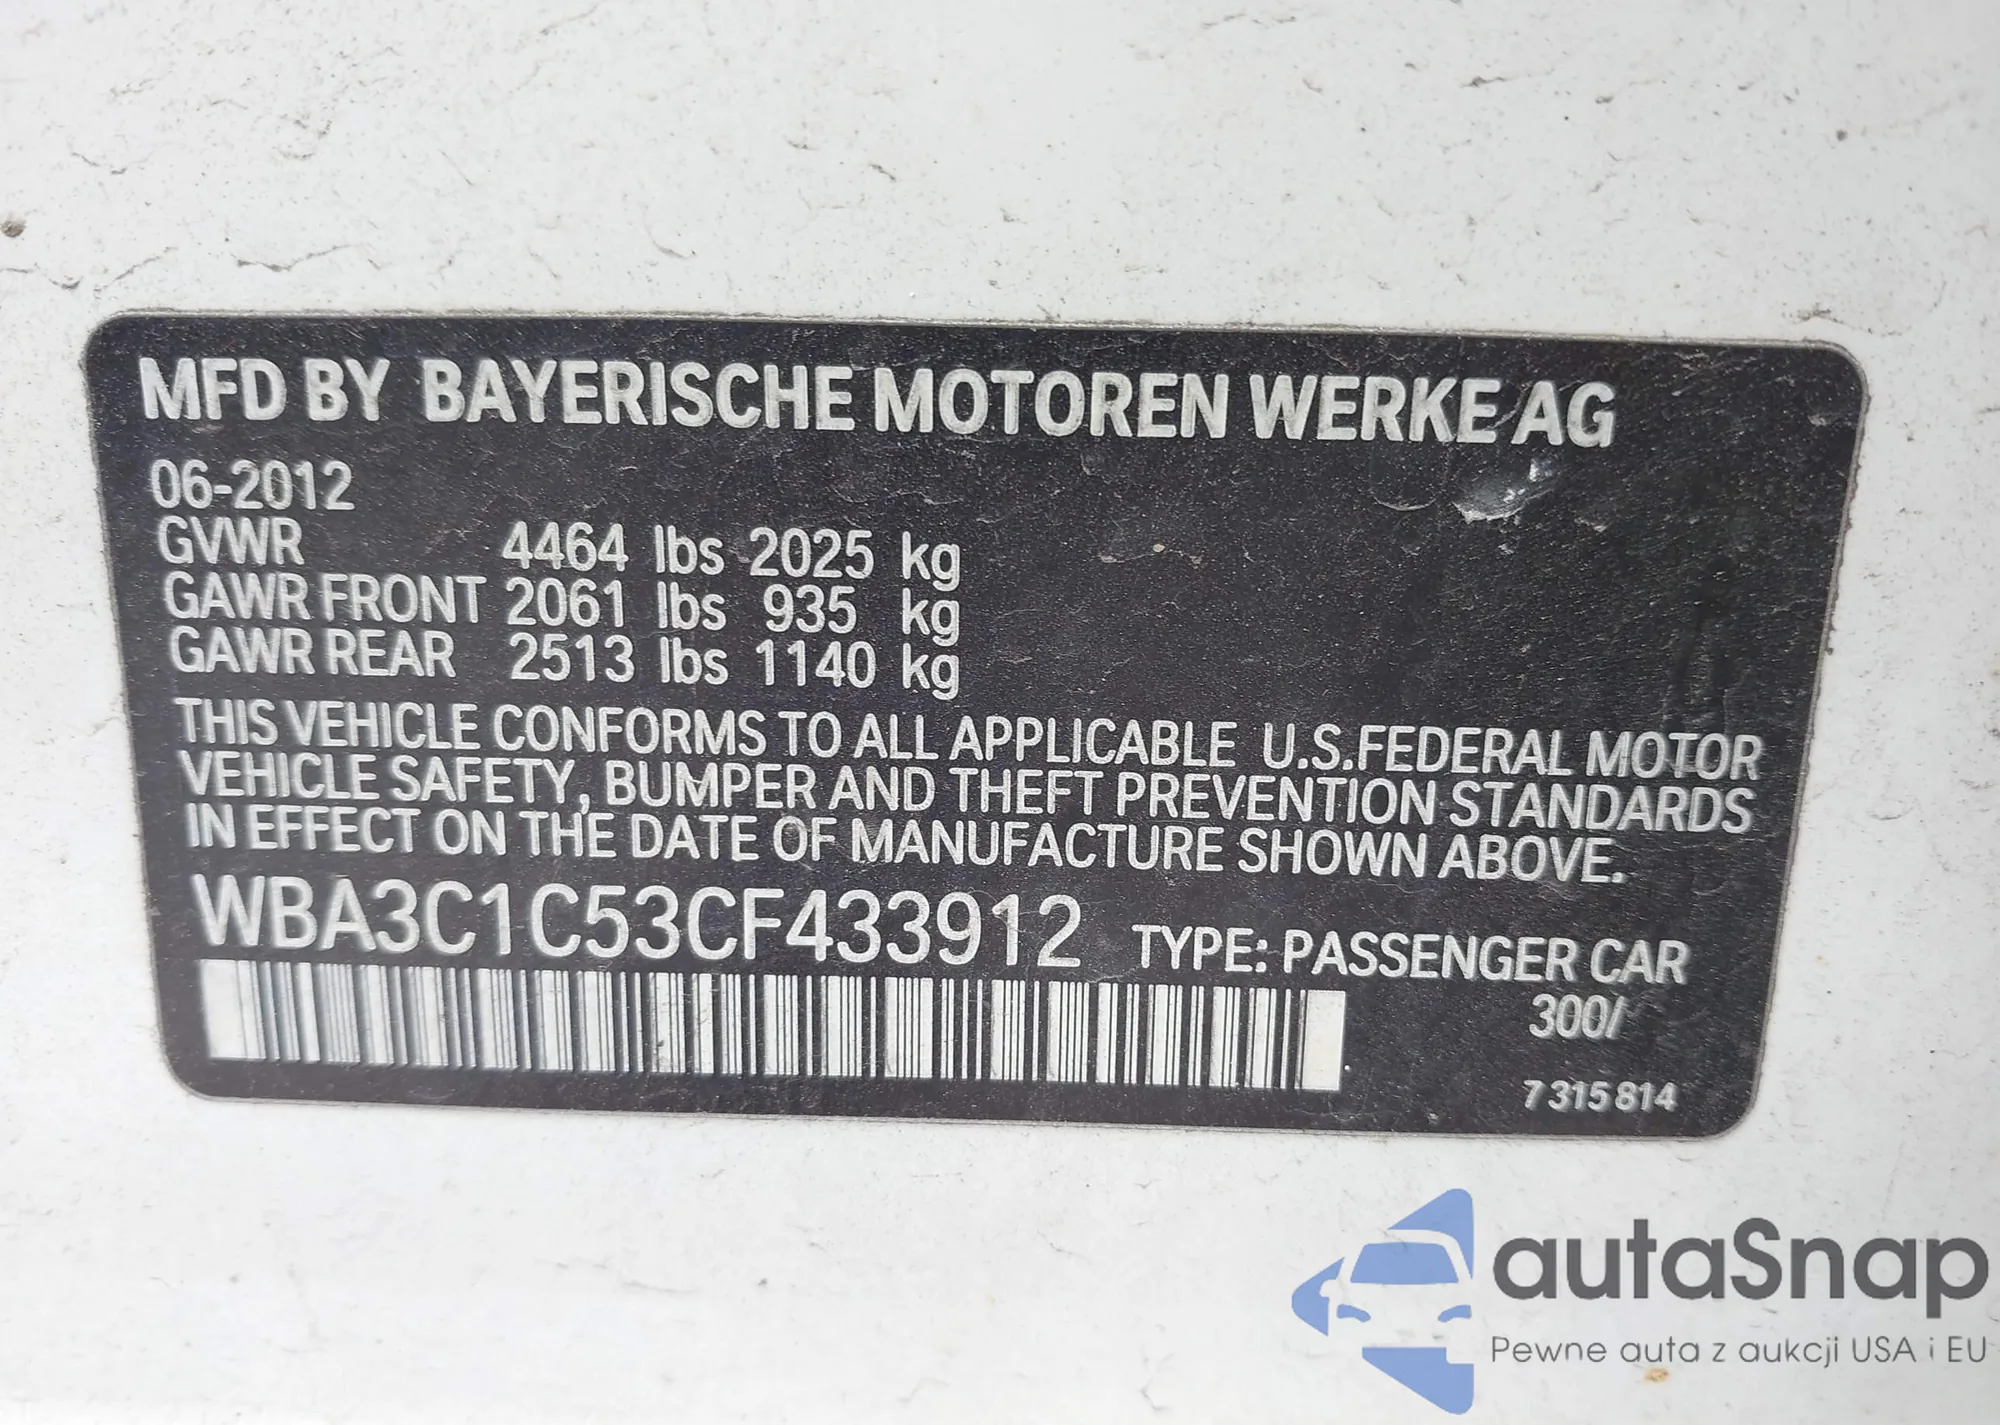 MFD BY BAYERISCHE MOTOREN WERKE AG
06-2012
GVWR 4464 lbs 2025 kg
GAWR FRONT 2061 lbs 935 kg
GAWR REAR 2513 lbs 1140 kg
THIS VEHICLE CONFORMS TO ALL APPLICABLE U.S.FEDERAL MOTOR
VEHICLE SAFETY, BUMPER AND THEFT PREVENTION STANDARDS
IN EFFECT ON THE DATE OF MANUFACTURE SHOWN ABOVE.
WBA3C1C53CF433912 TYPE: PASSENGER CAR
300/
7 315 814
autaSnap
Pewne auta z aukcji USA i EU